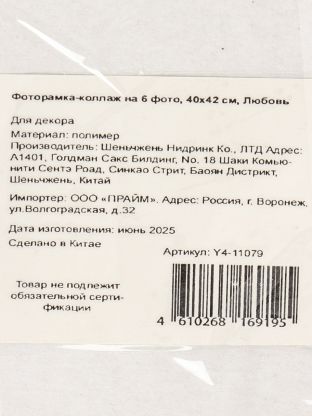 Фоторамка-коллаж на 6 фото, 40x42 см, Любовь
Для декора
Материал: полимер
Производитель: Шеньчжень Нидринк Ко., ЛТД Адрес:
А1401, Голдман Сакс Билдинг, No. 18 Шаки Комью-
нити Сентэ Роад, Синкао Стрит, Баоян Дистрикт,
Шеньчжень, Китай
Импортер: ООО «ПРАЙМ». Адрес: Россия, г. Воронеж,
ул.Волгоградская, д.32
Дата изготовления: июнь 2025
Сделано в Китае
Артикул: Y4-11079
Товар не подлежит
обязательной серти-
фикации
4 610268 169195